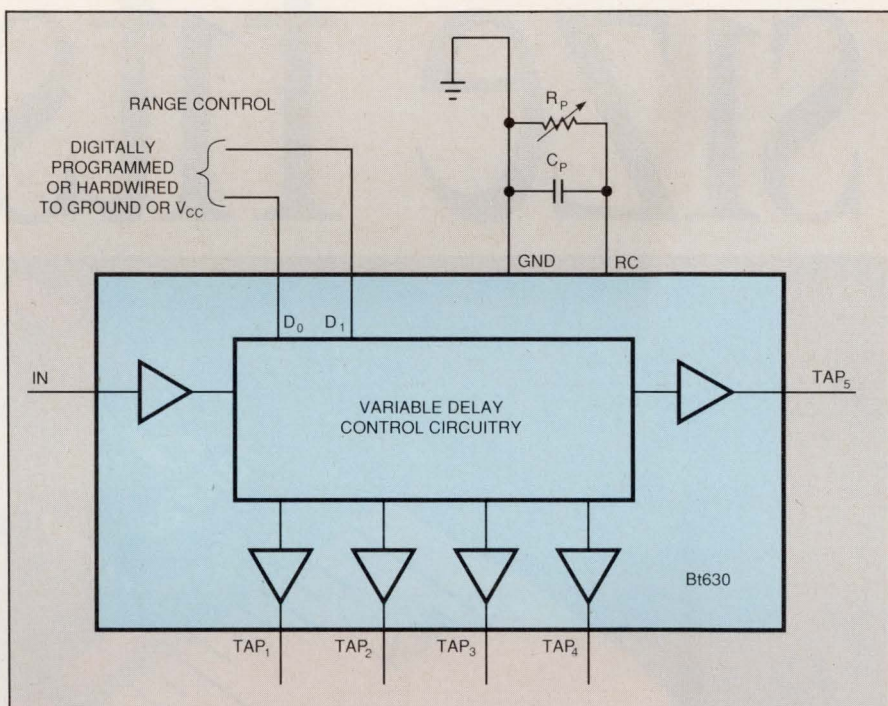 RANGE CONTROL
DIGITALLY
PROGRAMMED
OR HARDWIRED
TO GROUND OR VCC
RP
CP
GND
RC
D0
D1
IN
VARIABLE DELAY
CONTROL CIRCUITRY
TAP5
Bt630
TAP1
TAP2
TAP3
TAP4